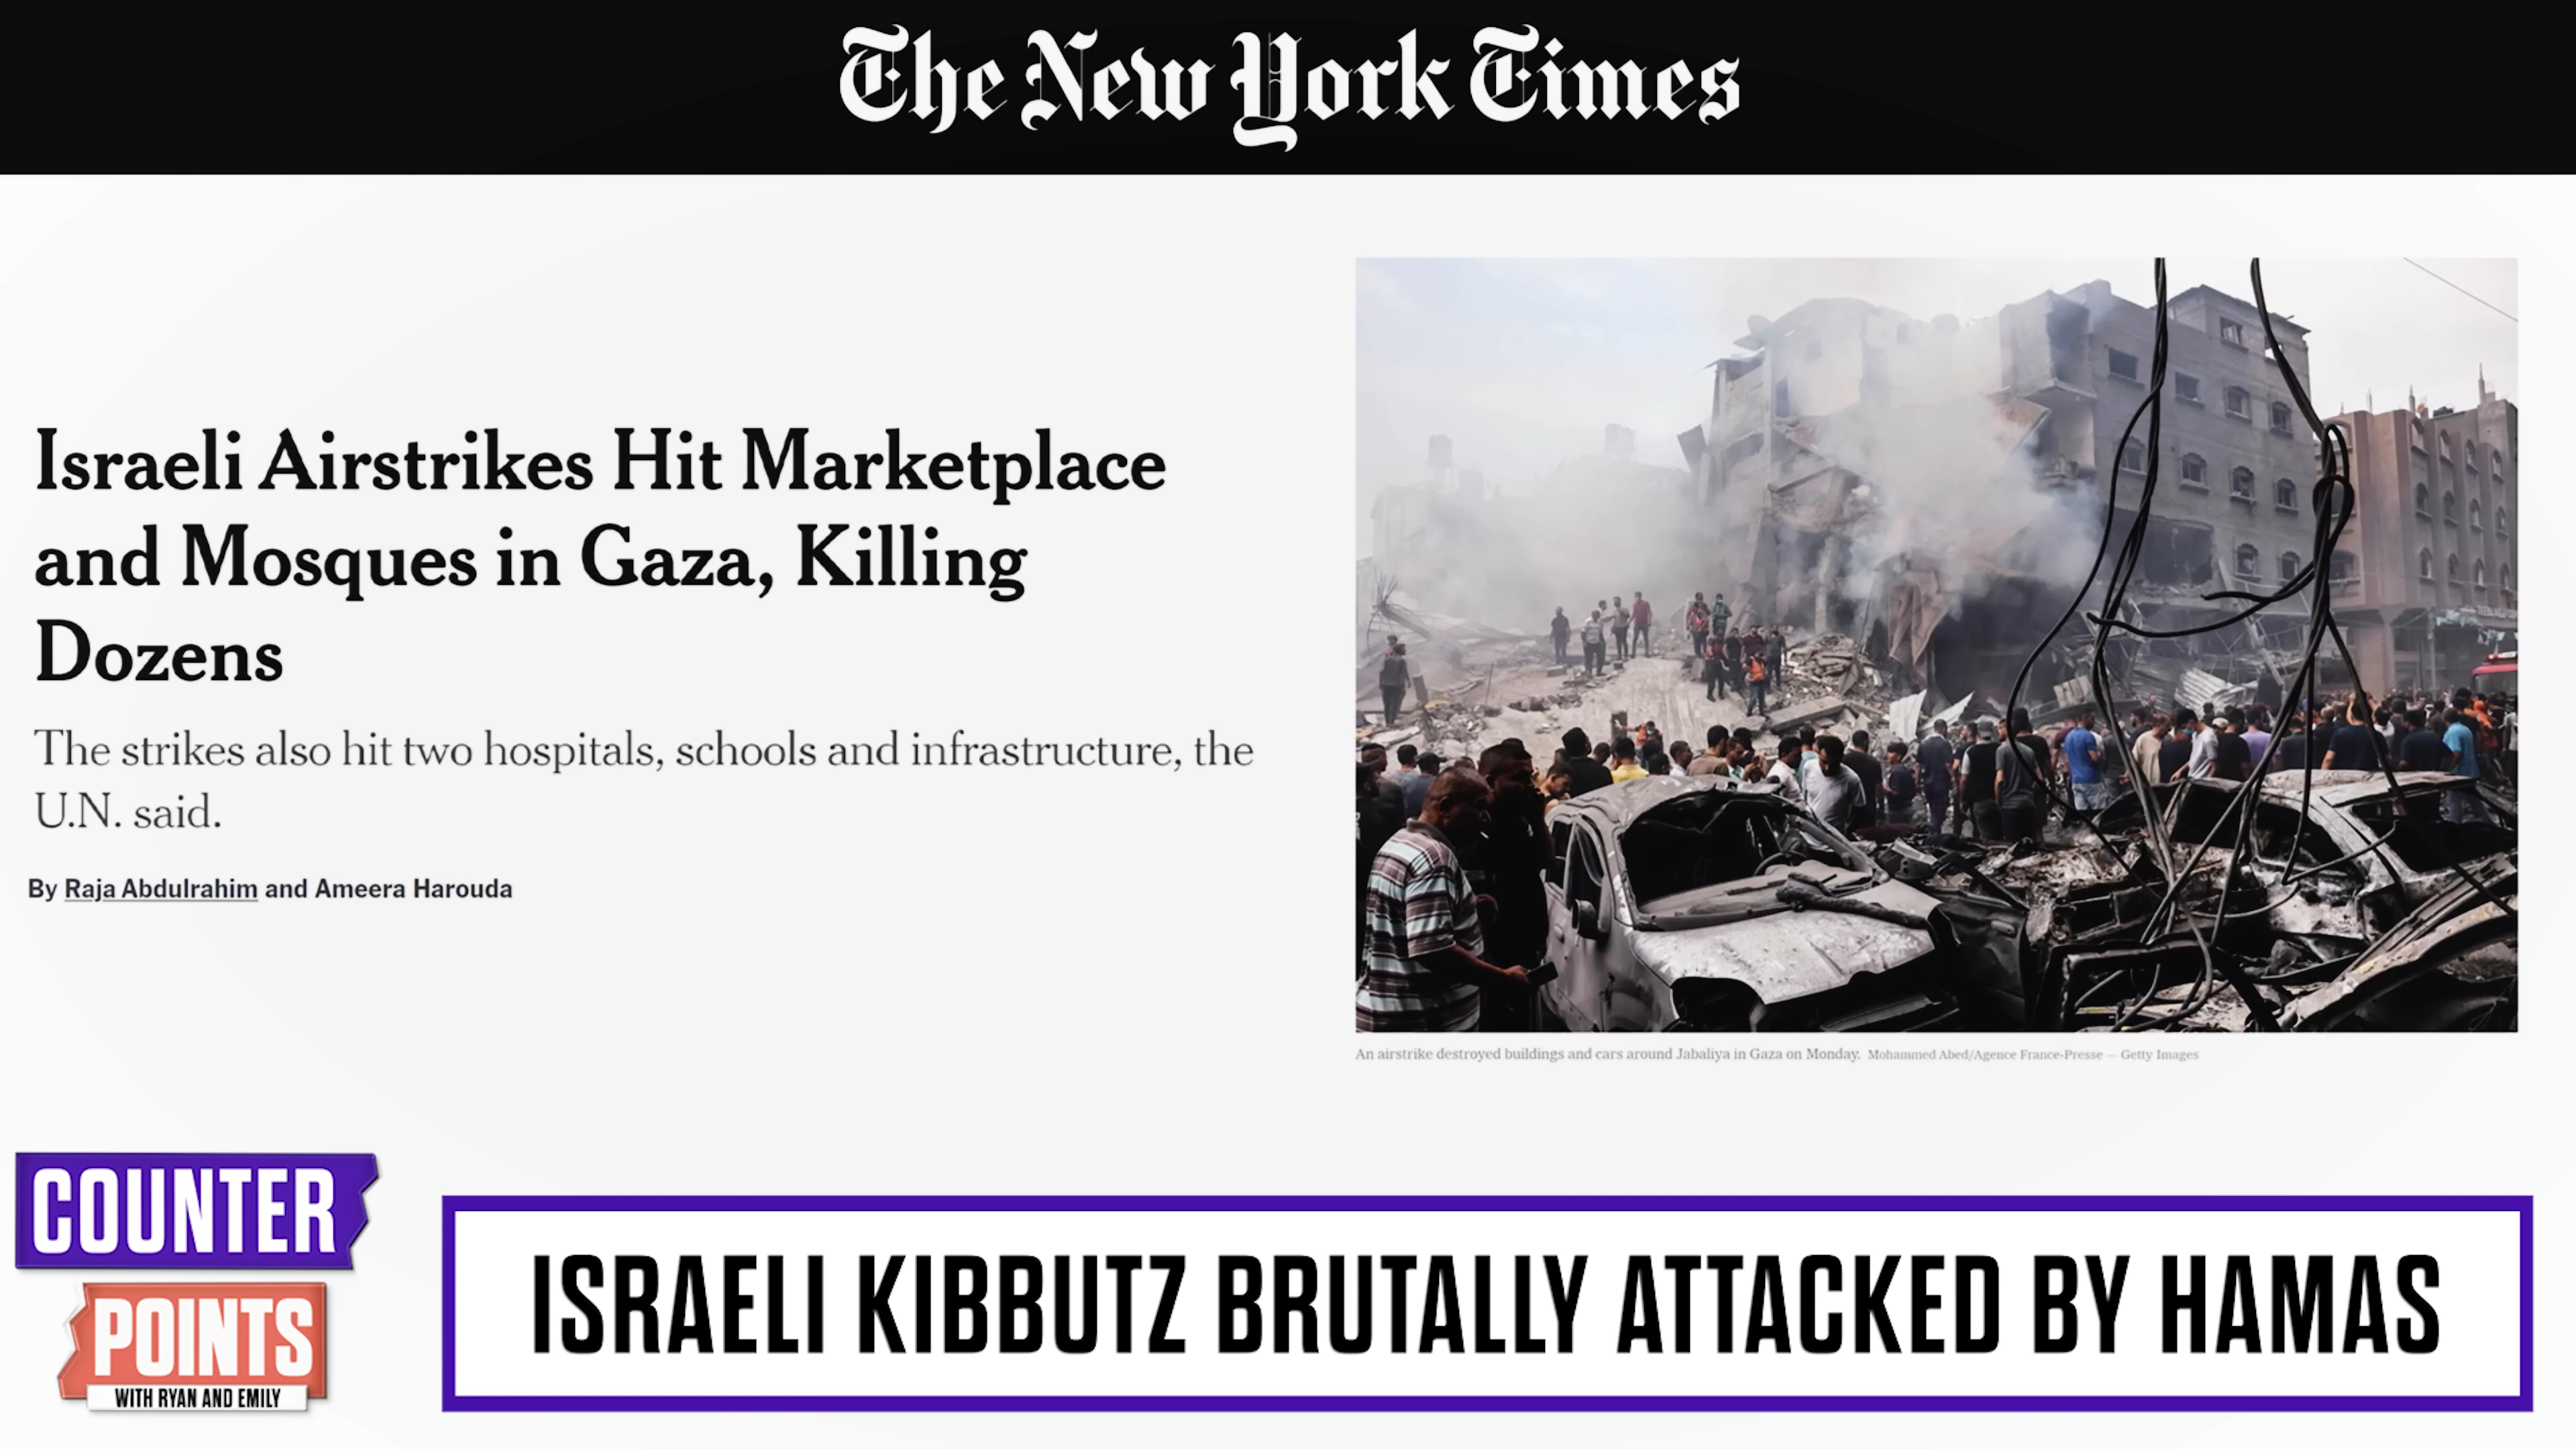 The New York Times
Israeli Airstrikes Hit Marketplace
and Mosques in Gaza, Killing
Dozens
The strikes also hit two hospitals, schools and infrastructure, the
U.N. said.
By Raja Abdulrahim and Ameera Harouda
An airstrike destroyed buildings and cars around Jabaliya in Gaza on Monday. Mohammed Abed/Agence France-Presse — Getty Images
COUNTER
POINTS
WITH RYAN AND EMILY
ISRAELI KIBBUTZ BRUTALLY ATTACKED BY HAMAS